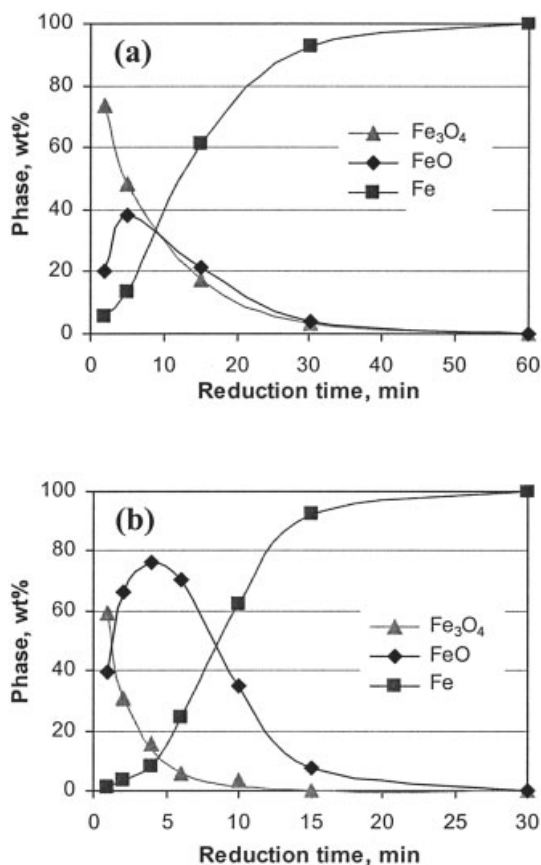 (a)
Phase, wt%
100
80
60
40
20
0
Fe₃O₄
FeO
Fe
0 10 20 30 40 50 60
Reduction time, min
(b)
Phase, wt%
100
80
60
40
20
0
Fe₃O₄
FeO
Fe
0 5 10 15 20 25 30
Reduction time, min